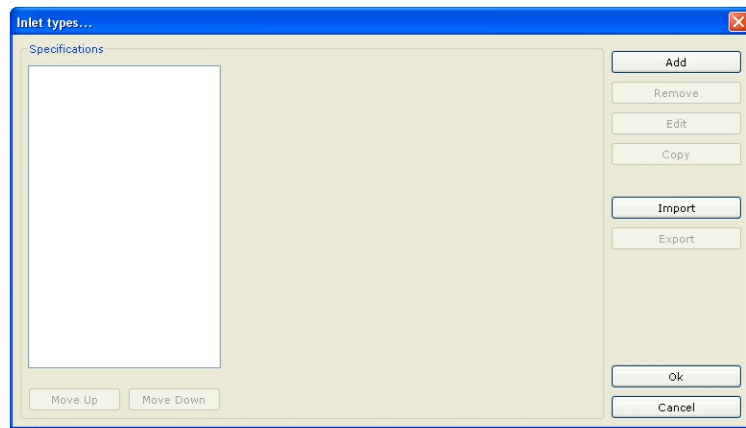 Inlet types...
Specifications
Add
Remove
Edit
Copy
Import
Export
Move Up
Move Down
Ok
Cancel